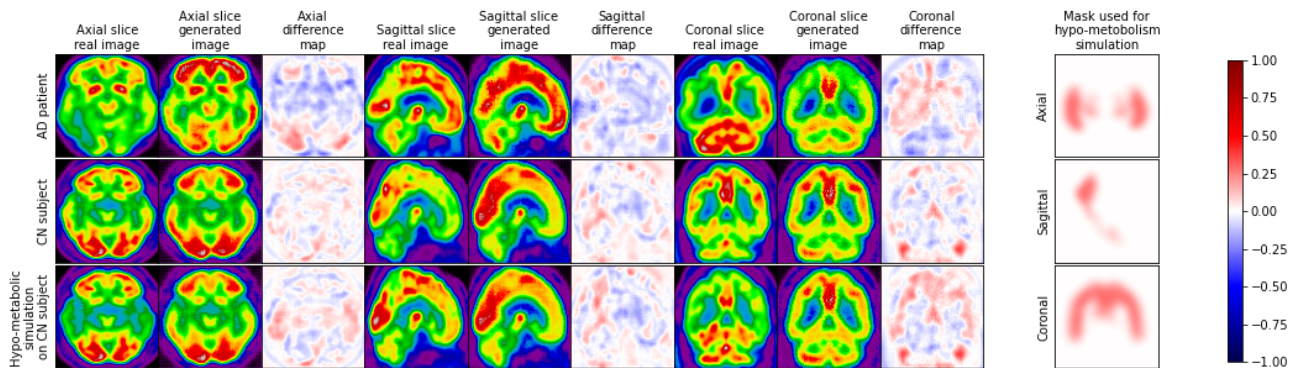 Axial slice
real image
Axial slice
generated
image
Axial
difference
map
Sagittal slice
real image
Sagittal slice
generated
image
Sagittal
difference
map
Coronal slice
real image
Coronal slice
generated
image
Coronal
difference
map
Mask used for
hypo-metabolism
simulation
AD patient
CN subject
Hypo-metabolic
simulation
on CN subject
Axial
Sagittal
Coronal
1.00
0.75
0.50
0.25
0.00
−0.25
−0.50
−0.75
−1.00